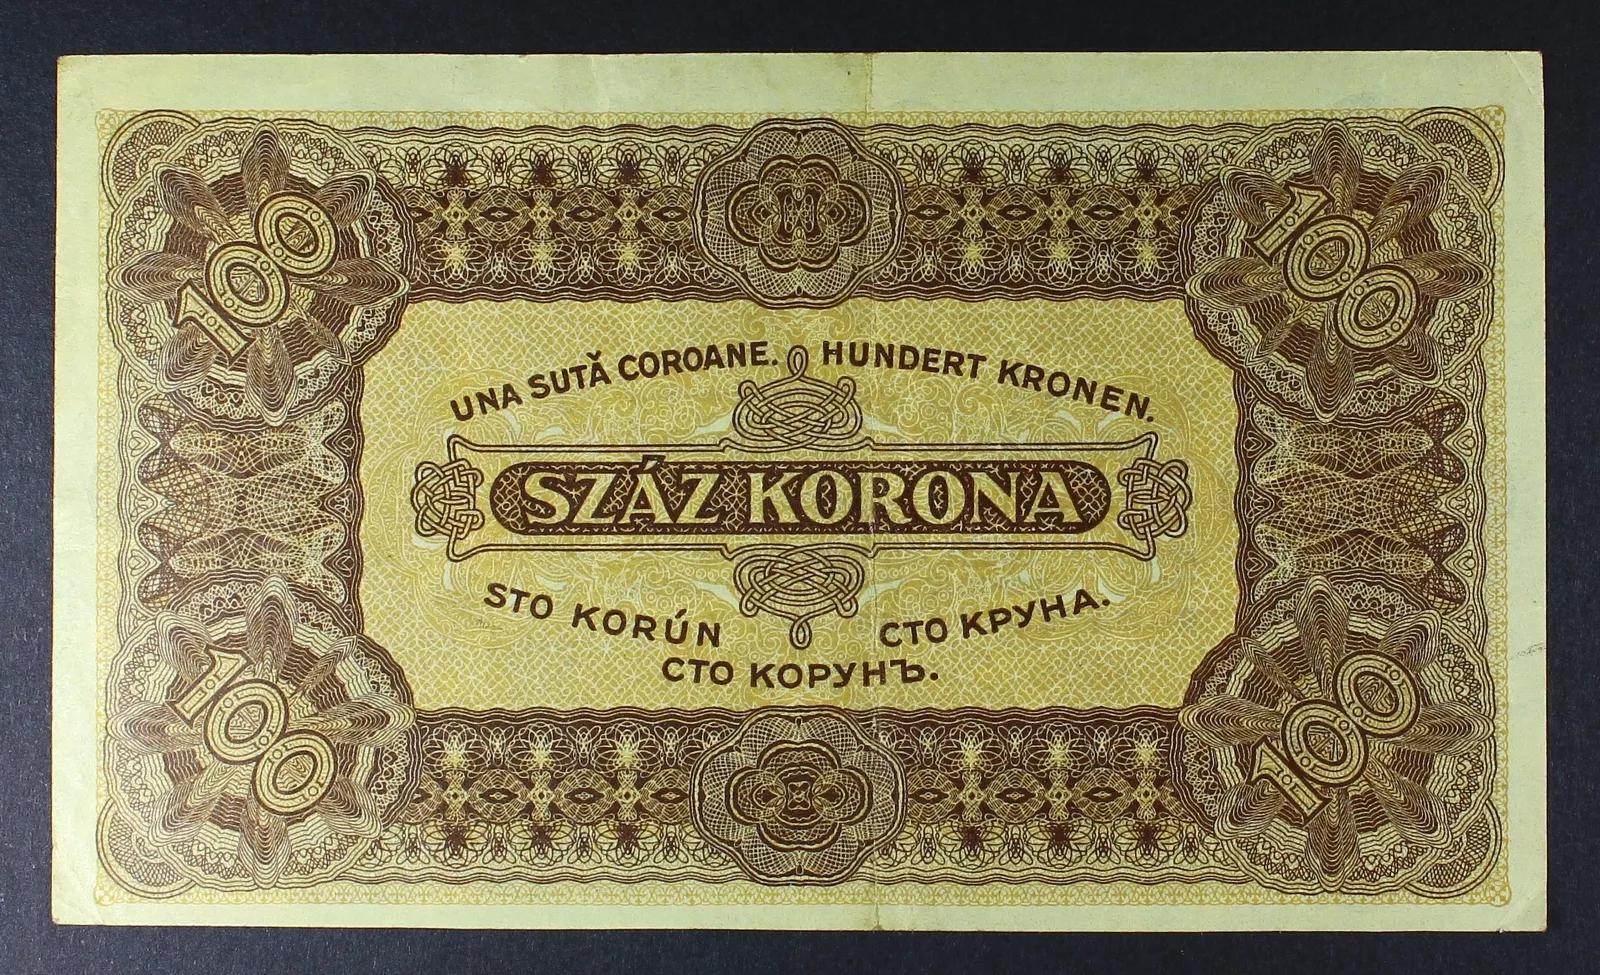 100
100
UNA SUTĂ COROANE.
HUNDERT KRONEN.
SZÁZ KORONA
STO KORÚN
СТО КРУНА.
СТО КОРУНЪ.
100
100